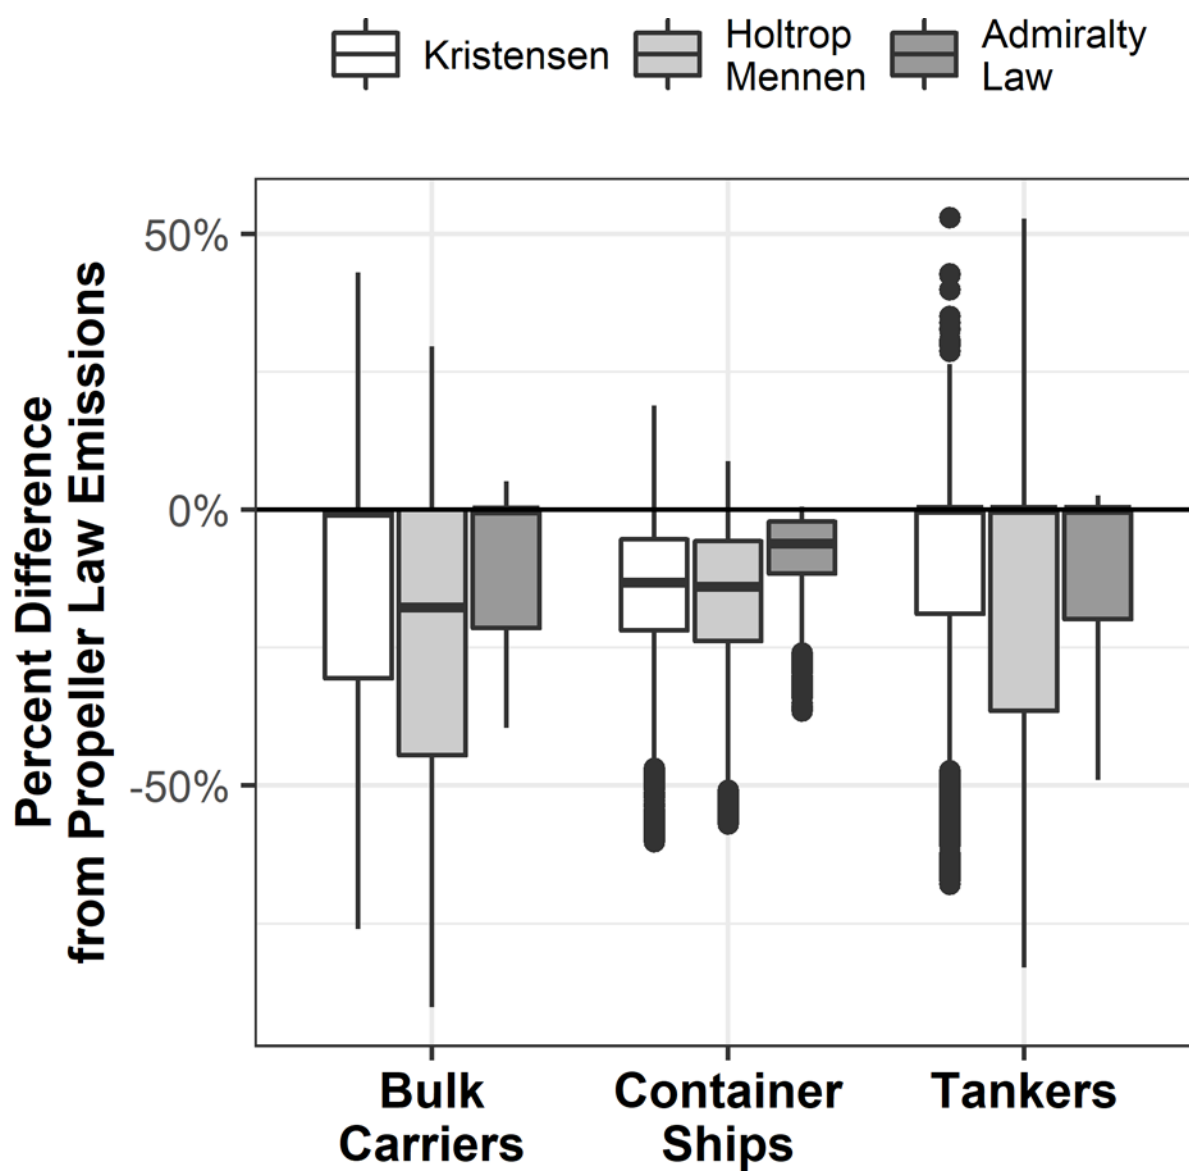 Kristensen
Holtrop
Mennen
Admiralty
Law
Percent Difference
from Propeller Law Emissions
50%
0%
-50%
Bulk
Carriers
Container
Ships
Tankers